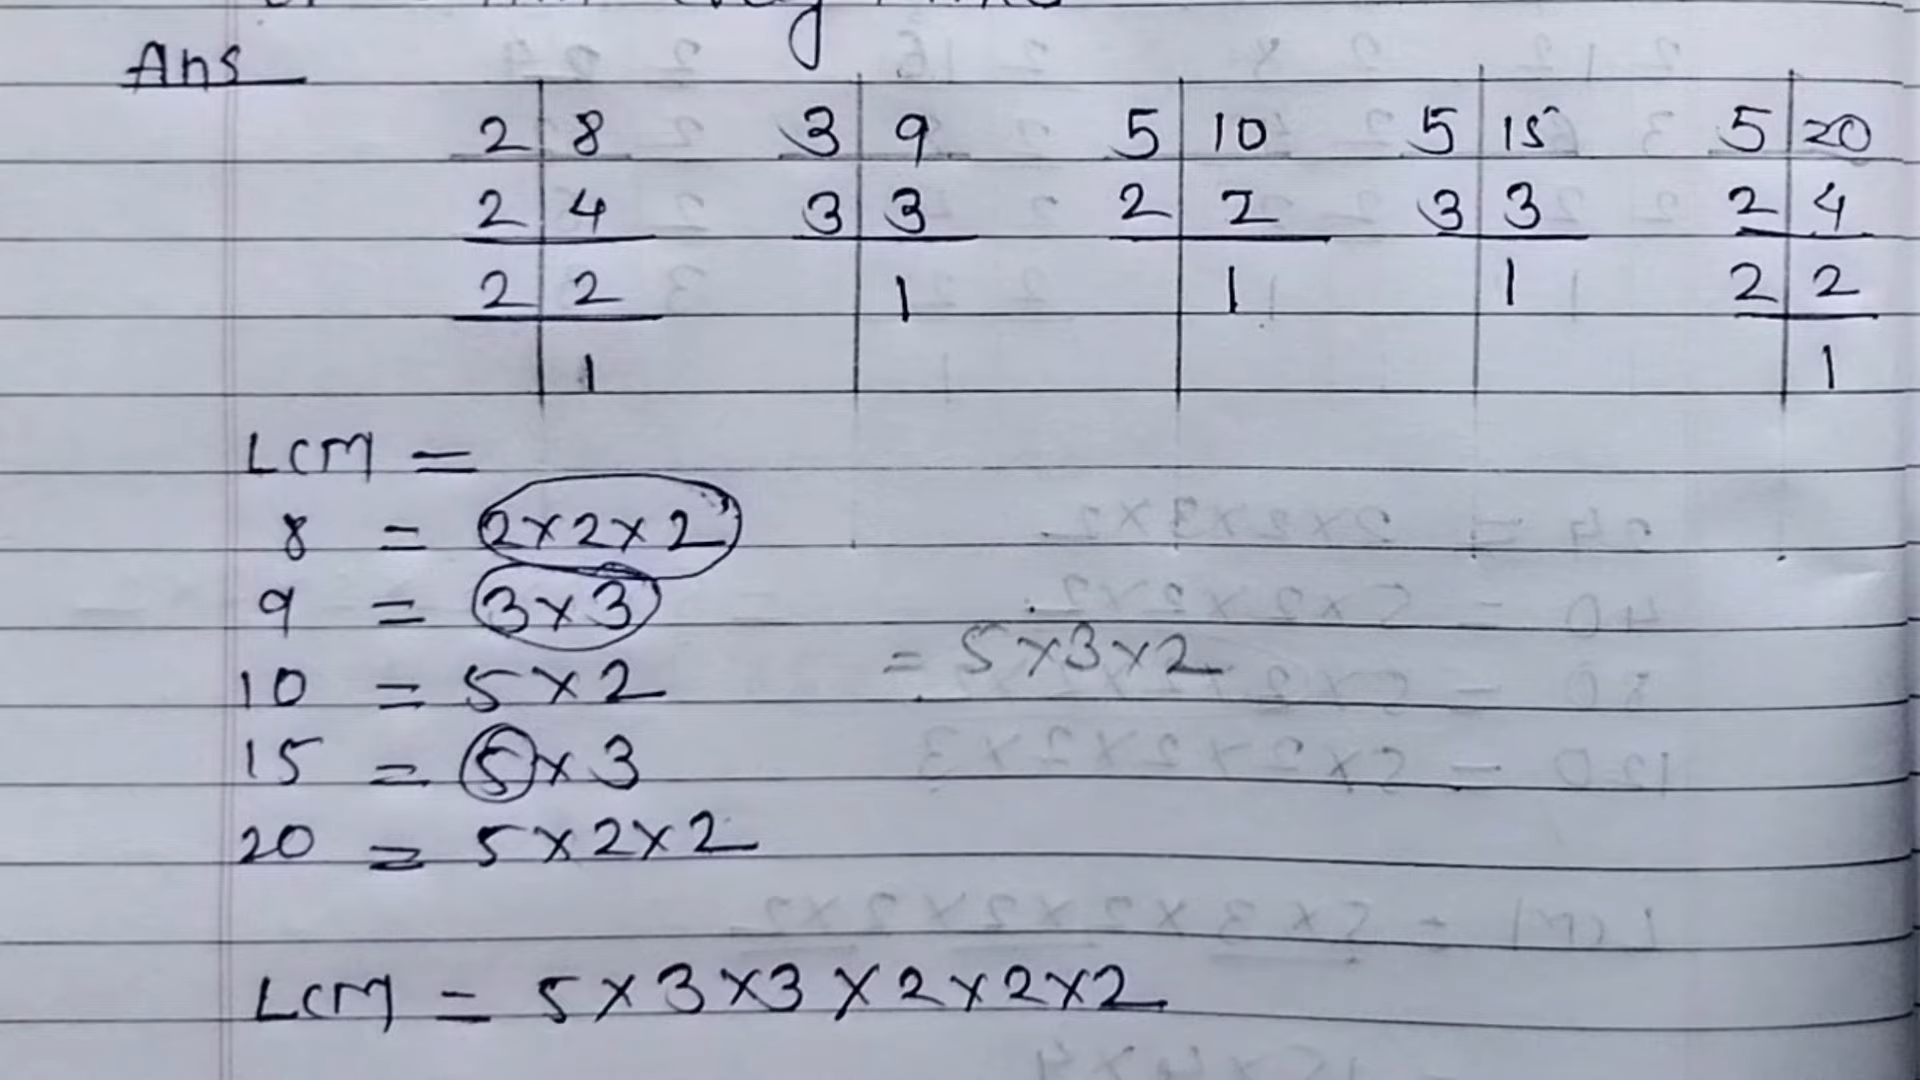 Ans
2 8 3 9 5 10 5 15 5 20
2 4 3 3 2 2 3 3 2 4
2 2 1 1 1 2 2
1 1
LCM =
8 = 2×2×2
9 = 3×3
= 5×3×2
10 = 5×2
15 = 5×3
20 = 5×2×2
LCM = 5×3×3×2×2×2